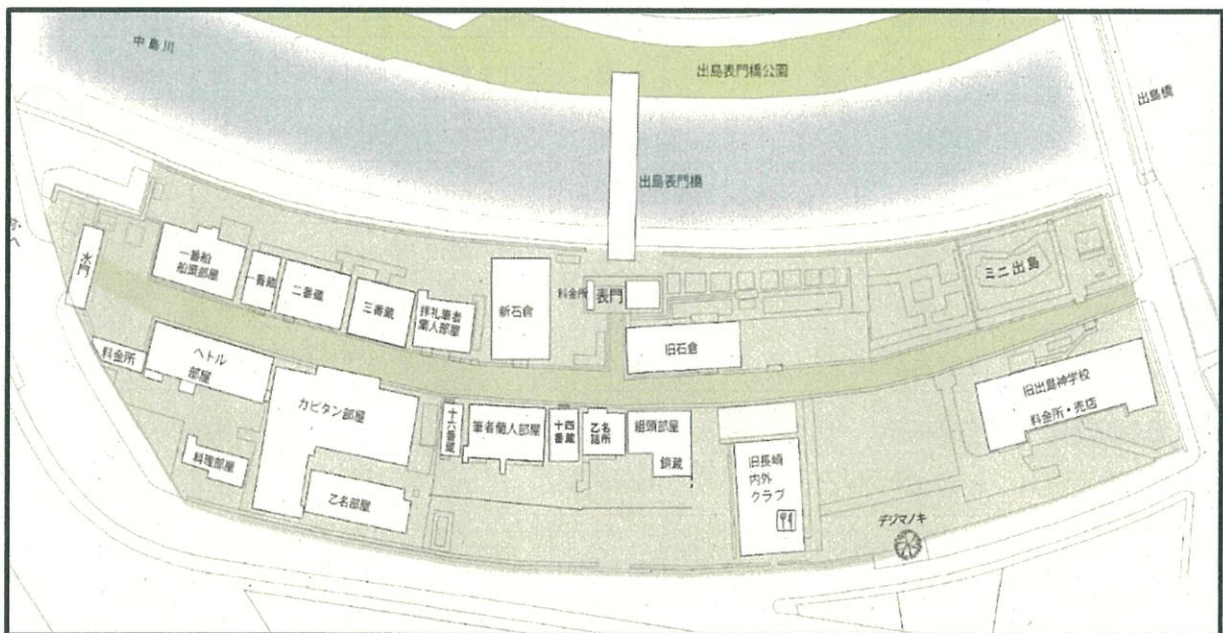 中島川
出島表門橋公園
出島橋
出島表門橋
水門
一番船
船頭部屋
一番蔵
二番蔵
三番蔵
拝礼筆者
蘭人部屋
新石倉
料金所
表門
ミニ出島
旧石倉
料金所
ヘトル
部屋
カピタン部屋
料理部屋
乙名部屋
十六番蔵
筆者蘭人部屋
十四
番蔵
乙名
詰所
組頭部屋
銅蔵
旧長崎
内外
クラブ
旧出島神学校
料金所・売店
デジマノキ